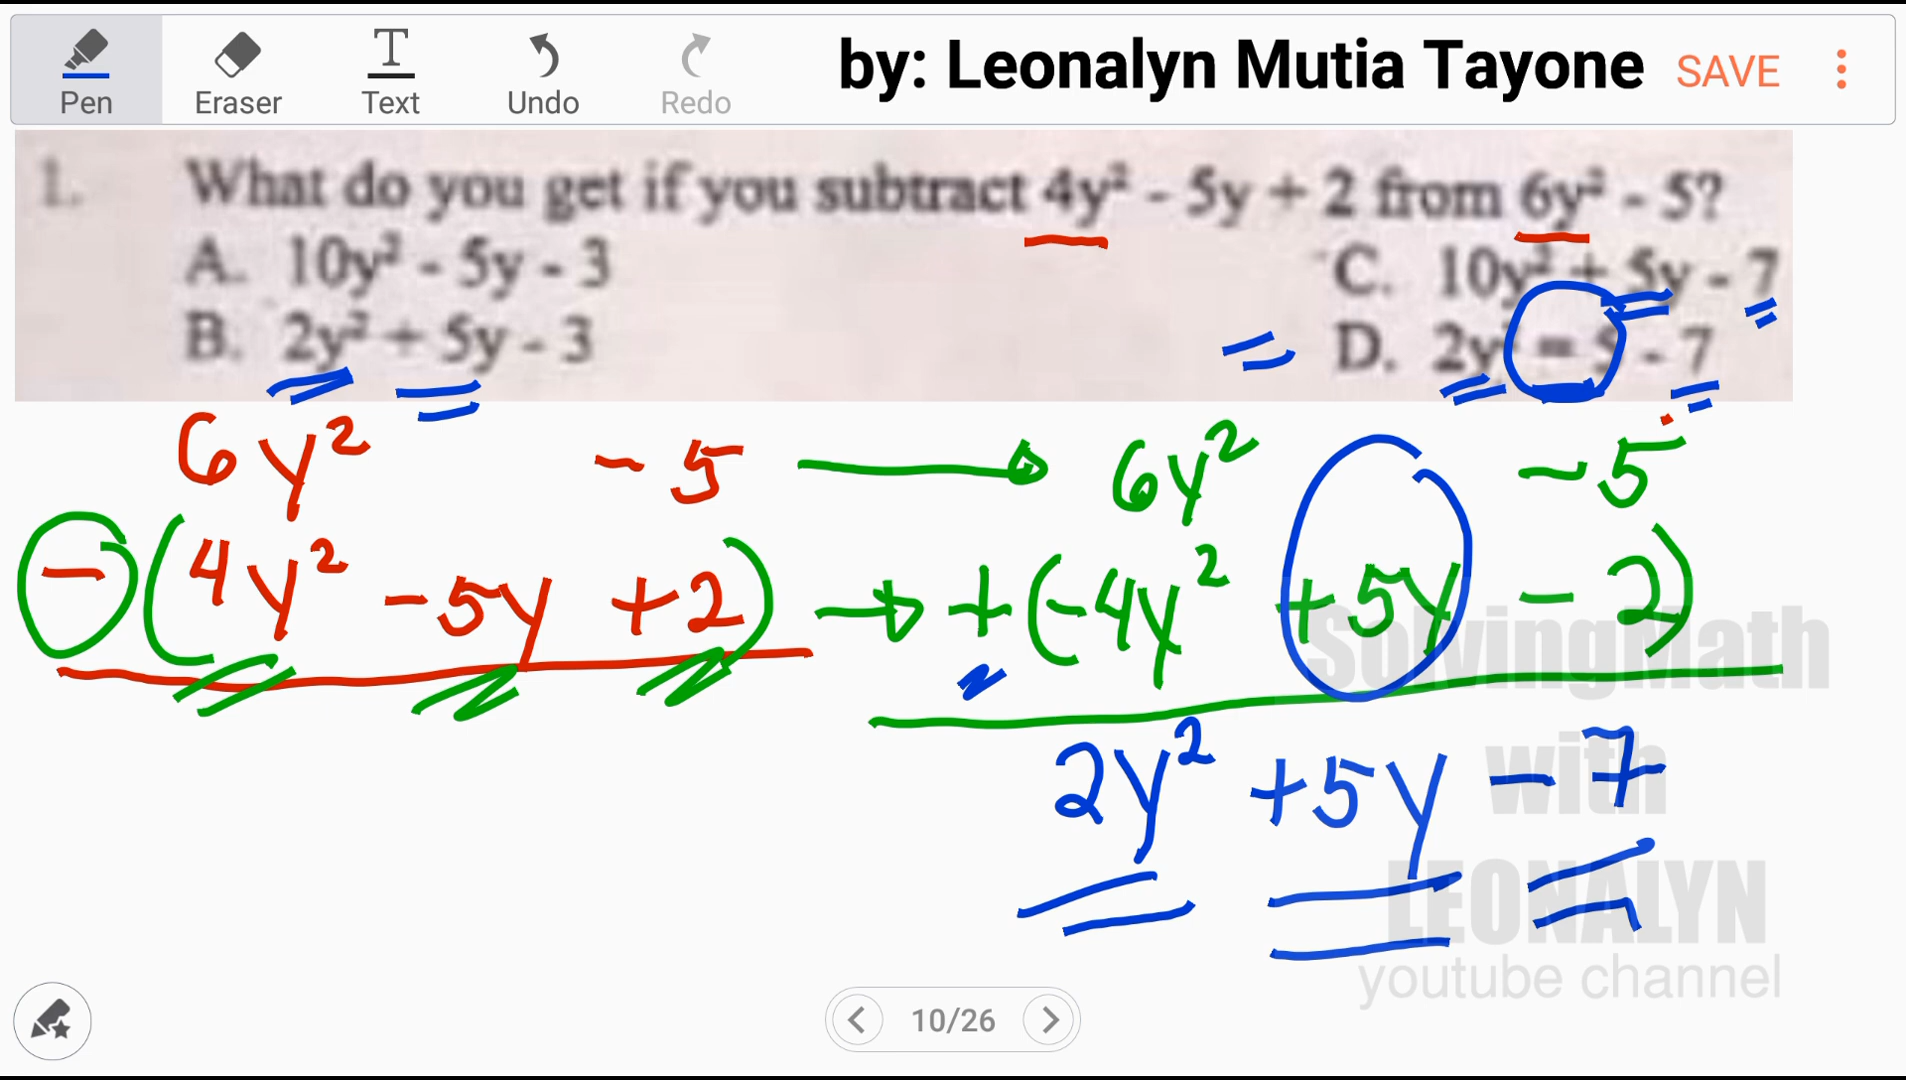 Pen Eraser Text Undo Redo by: Leonalyn Mutia Tayone SAVE
1. What do you get if you subtract 4y² - 5y + 2 from 6y² - 5?
A. 10y² - 5y - 3 C. 10y² + 5y - 7
B. 2y² + 5y - 3 D. 2y² = 5 - 7
6y² - 5 → 6y² - 5
- (4y² - 5y + 2) → + (-4y² + 5y - 2)
2y² + 5y - 7
SolvingMath
with
LEONALYN
youtube channel
10/26